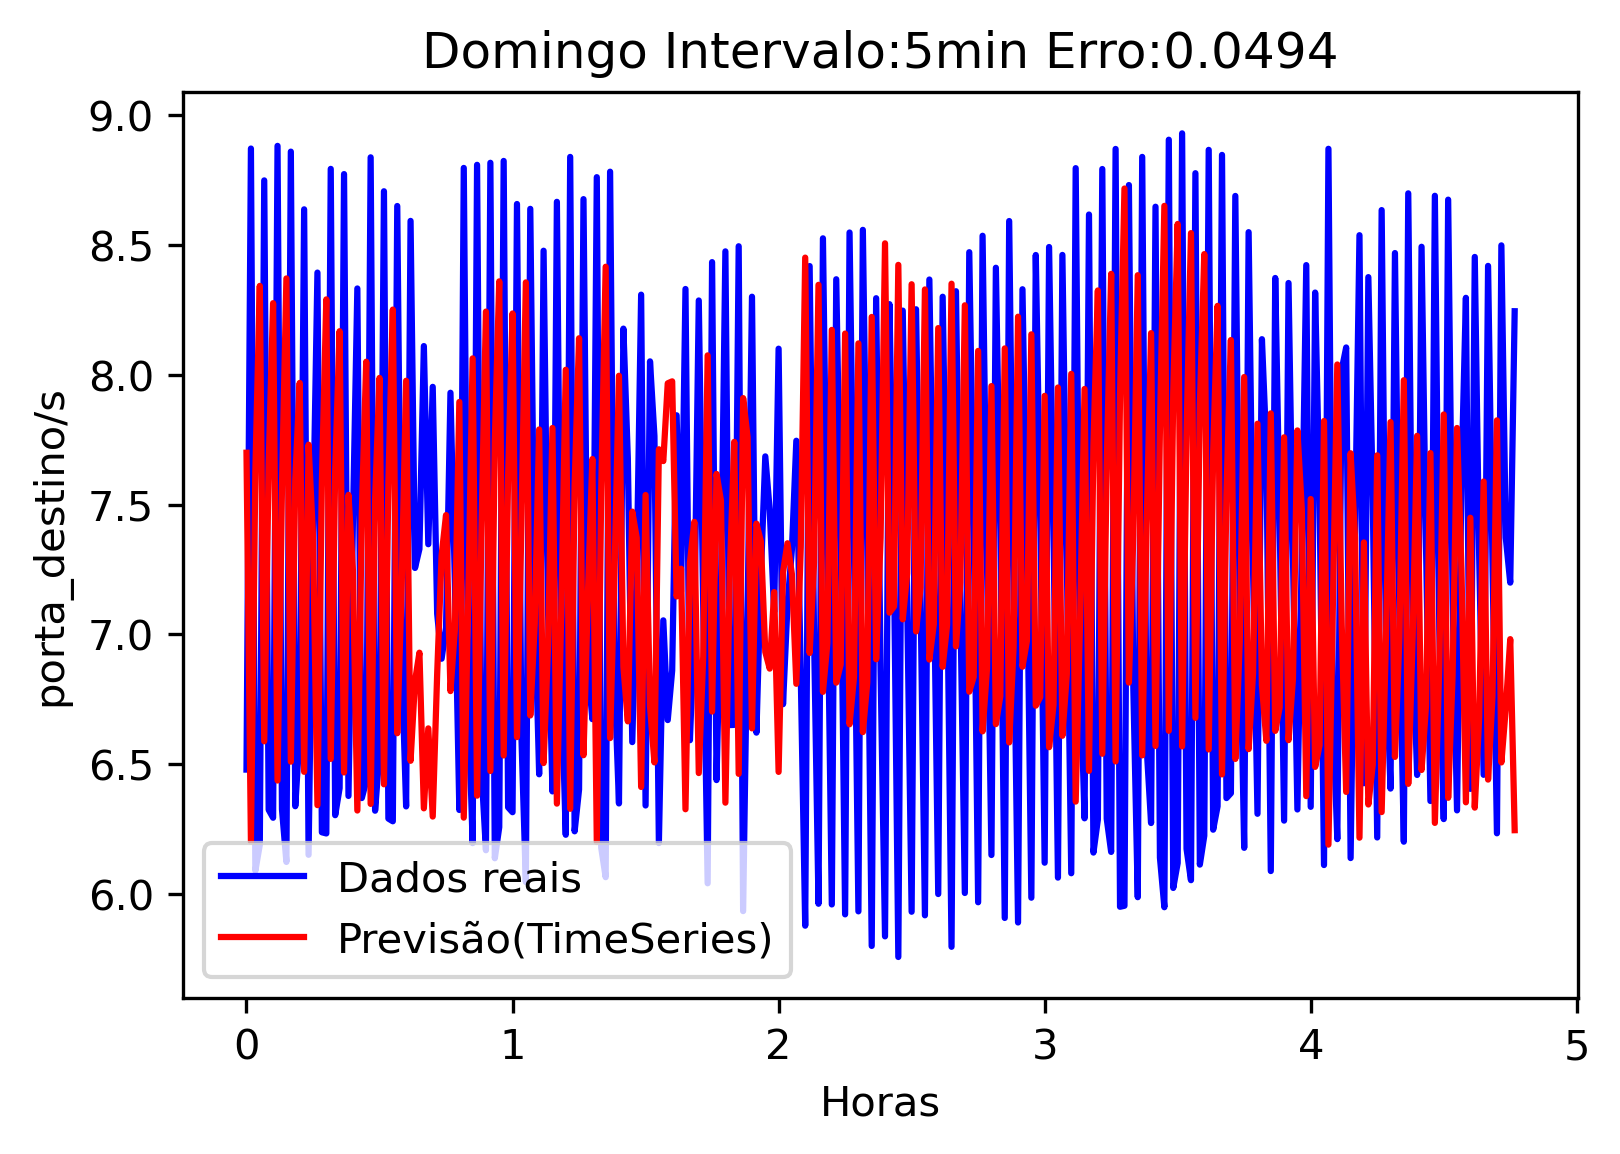 Domingo Intervalo:5min Erro:0.0494
9.0
8.5
8.0
7.5
7.0
6.5
6.0
porta_destino/s
Dados reais
Previsão(TimeSeries)
0 1 2 3 4 5
Horas